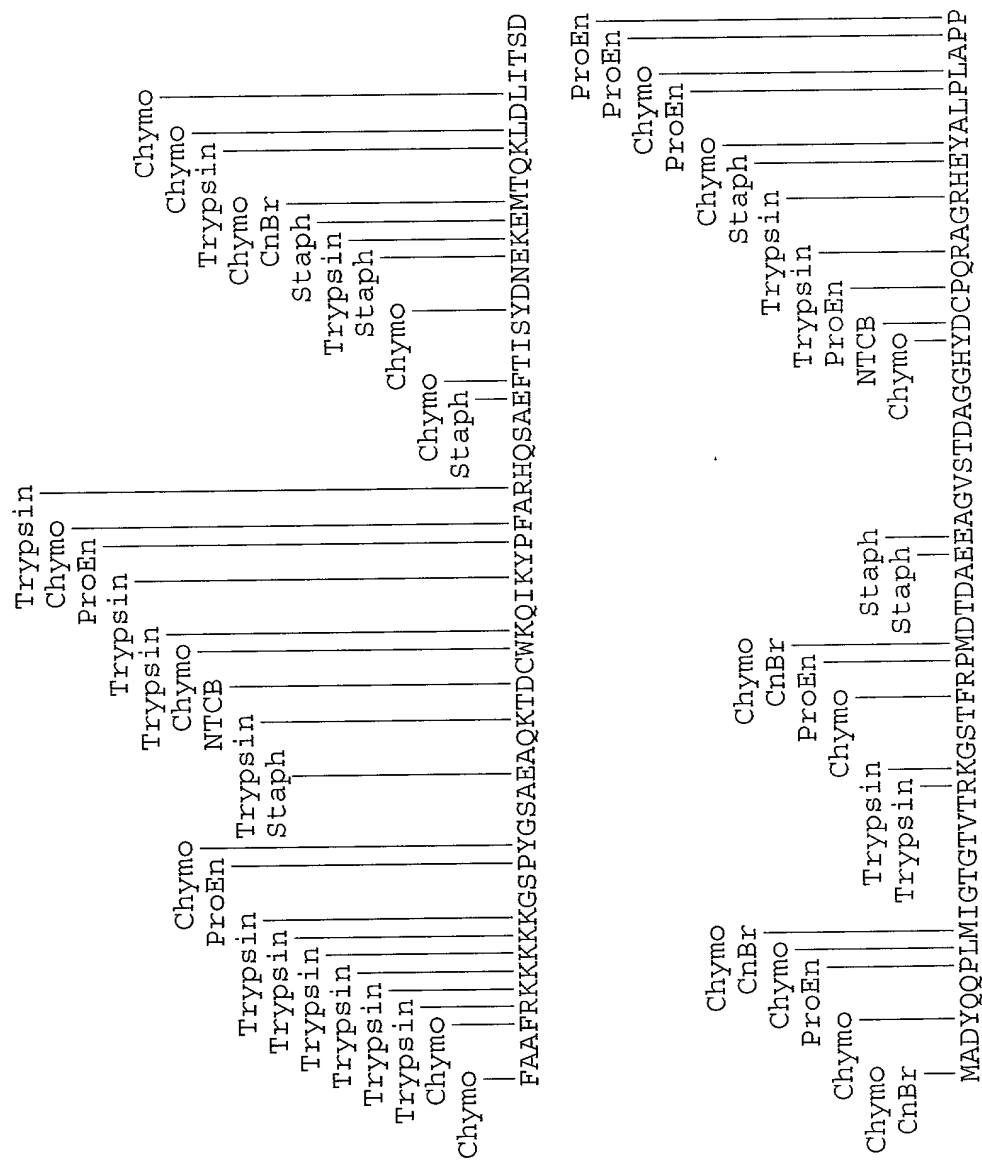 Chymo
ProEn
Trypsin
Trypsin
Trypsin
Trypsin
Trypsin
Trypsin
Chymo
Chymo
Trypsin
Chymo
ProEn
Trypsin
Trypsin
Chymo
NTCB
Trypsin
Staph
Chymo
Chymo
Trypsin
Chymo
CnBr
Staph
Trypsin
Staph
Chymo
Chymo
Staph
FAAFRKKKKKGSPYGSAEAQKTDCWKQIKYPFARHQSAEFTISYDNEKEMTQKLDLITSD
Chymo
CnBr
Chymo
ProEn
Chymo
Chymo
CnBr
Chymo
CnBr
ProEn
Chymo
Trypsin
Trypsin
Staph
Staph
ProEn
ProEn
Chymo
ProEn
Chymo
Staph
Trypsin
Trypsin
ProEn
NTCB
Chymo
MADYQQPLMIGTGTVTRKGSTFRPMDTDAEEAGVSTDAGGHYDCPQRAGRHEYALPLAPP